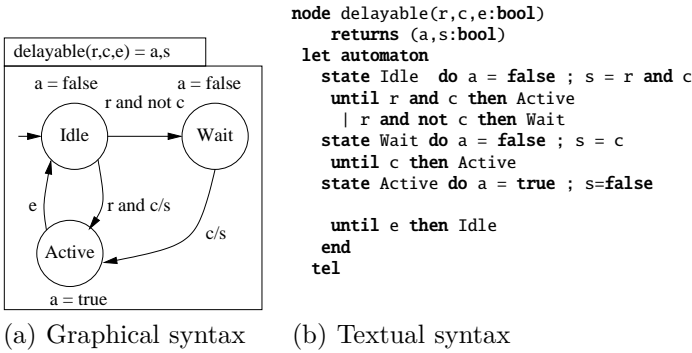 delayable(r,c,e) = a,s
a = false
a = false
r and not c
Idle
Wait
e
r and c/s
c/s
Active
a = true
(a) Graphical syntax
node delayable(r,c,e:bool)
returns (a,s:bool)
let automaton
state Idle do a = false ; s = r and c
until r and c then Active
| r and not c then Wait
state Wait do a = false ; s = c
until c then Active
state Active do a = true ; s=false
until e then Idle
end
tel
(b) Textual syntax